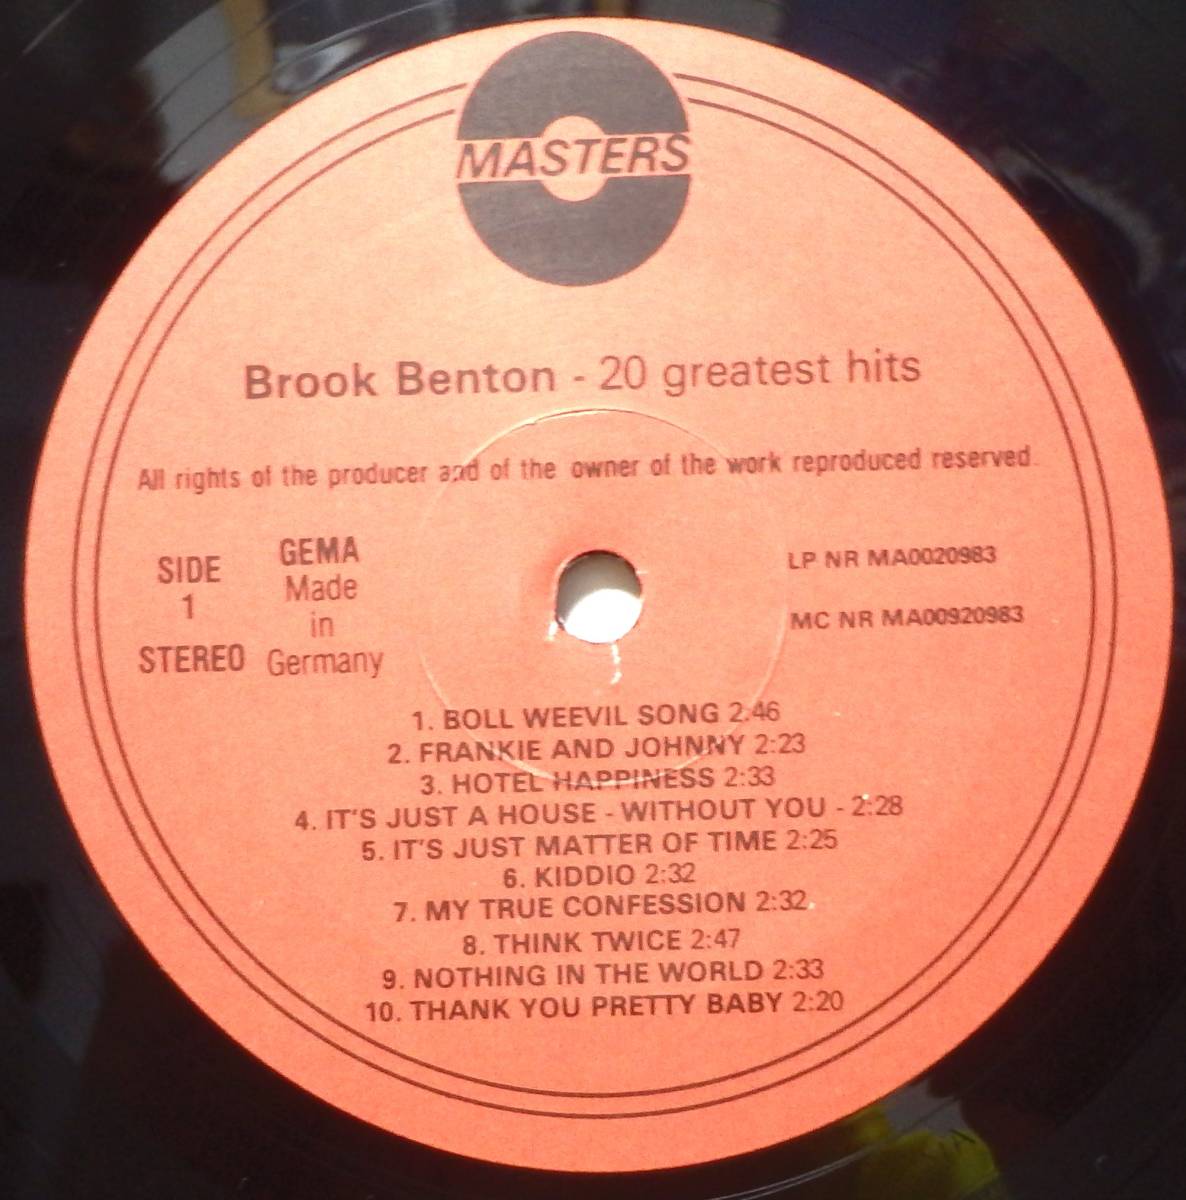 MASTERS
Brook Benton - 20 greatest hits
All rights of the producer and of the owner of the work reproduced reserved.
SIDE
1
STEREO
GEMA
Made
in
Germany
LP NR MA0020983
MC NR MA00920983
1. BOLL WEEVIL SONG 2:46
2. FRANKIE AND JOHNNY 2:23
3. HOTEL HAPPINESS 2:33
4. IT'S JUST A HOUSE - WITHOUT YOU - 2:28
5. IT'S JUST MATTER OF TIME 2:25
6. KIDDIO 2:32
7. MY TRUE CONFESSION 2:32
8. THINK TWICE 2:47
9. NOTHING IN THE WORLD 2:33
10. THANK YOU PRETTY BABY 2:20